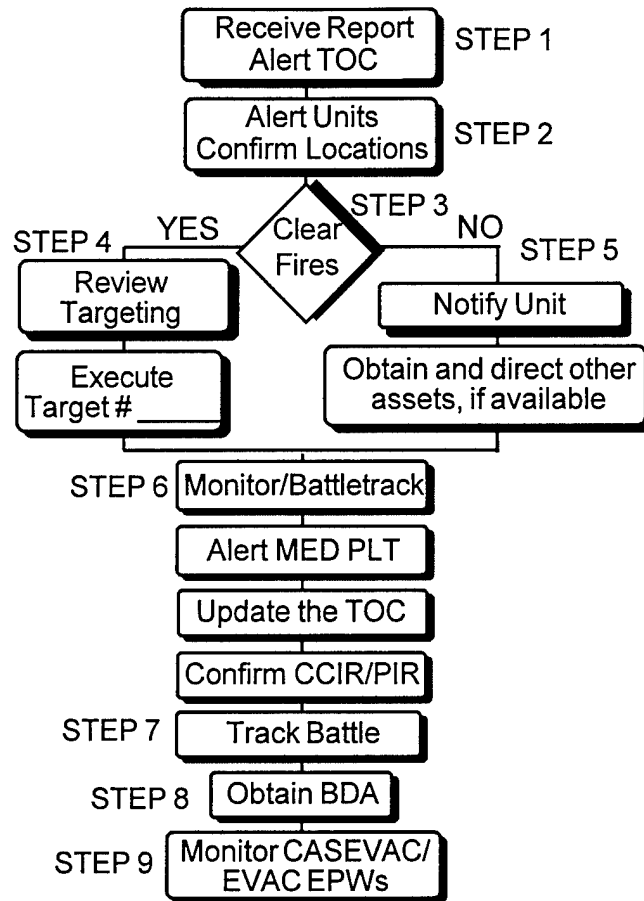 Receive Report
Alert TOC
STEP 1
Alert Units
Confirm Locations
STEP 2
Clear
Fires
STEP 3
YES
NO
STEP 4
Review
Targeting
Execute
Target # ______
STEP 5
Notify Unit
Obtain and direct other
assets, if available
STEP 6
Monitor/Battletrack
Alert MED PLT
Update the TOC
Confirm CCIR/PIR
STEP 7
Track Battle
STEP 8
Obtain BDA
STEP 9
Monitor CASEVAC/
EVAC EPWs